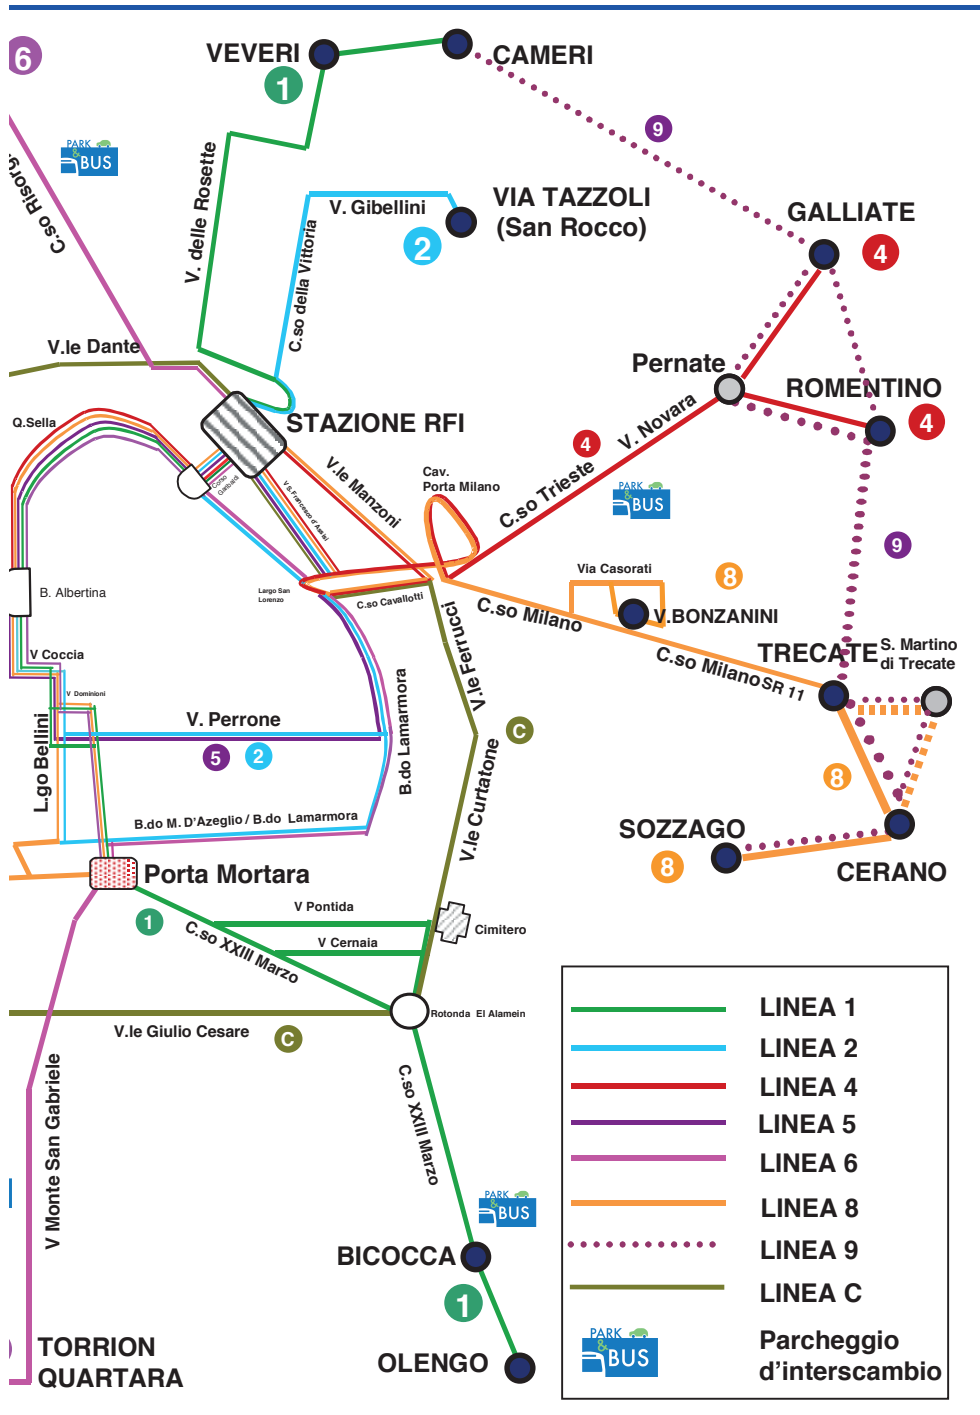 6
VEVERI
1
CAMERI
9
PARK
&
BUS
C.so Risorg.
V. delle Rosette
V. Gibellini
VIA TAZZOLI
(San Rocco)
2
C.so della Vittoria
GALLIATE
4
V.le Dante
Pernate
ROMENTINO
4
Q.Sella
STAZIONE RFI
V.le Manzoni
Corso
Garibaldi
V S. Francesco d'Assisi
Cav.
Porta Milano
4
C.so Trieste
V. Novara
PARK
&
BUS
9
B. Albertina
Largo San
Lorenzo
C.so Cavallotti
Via Casorati
8
C.so Milano
V.BONZANINI
V Coccia
V Dominioni
V.le Ferrucci
C.so Milano SR 11
TRECATE
S. Martino
di Trecate
L.go Bellini
V. Perrone
5
2
B.do Lamarmora
C
V.le Curtatone
8
B.do M. D'Azeglio / B.do Lamarmora
SOZZAGO
8
CERANO
Porta Mortara
1
V Pontida
C.so XXIII Marzo
V Cernaia
Cimitero
V.le Giulio Cesare
C
Rotonda El Alamein
V Monte San Gabriele
C.so XXIII Marzo
PARK
&
BUS
BICOCCA
1
TORRION
QUARTARA
OLENGO
LINEA 1
LINEA 2
LINEA 4
LINEA 5
LINEA 6
LINEA 8
LINEA 9
LINEA C
PARK
&
BUS
Parcheggio
d'interscambio